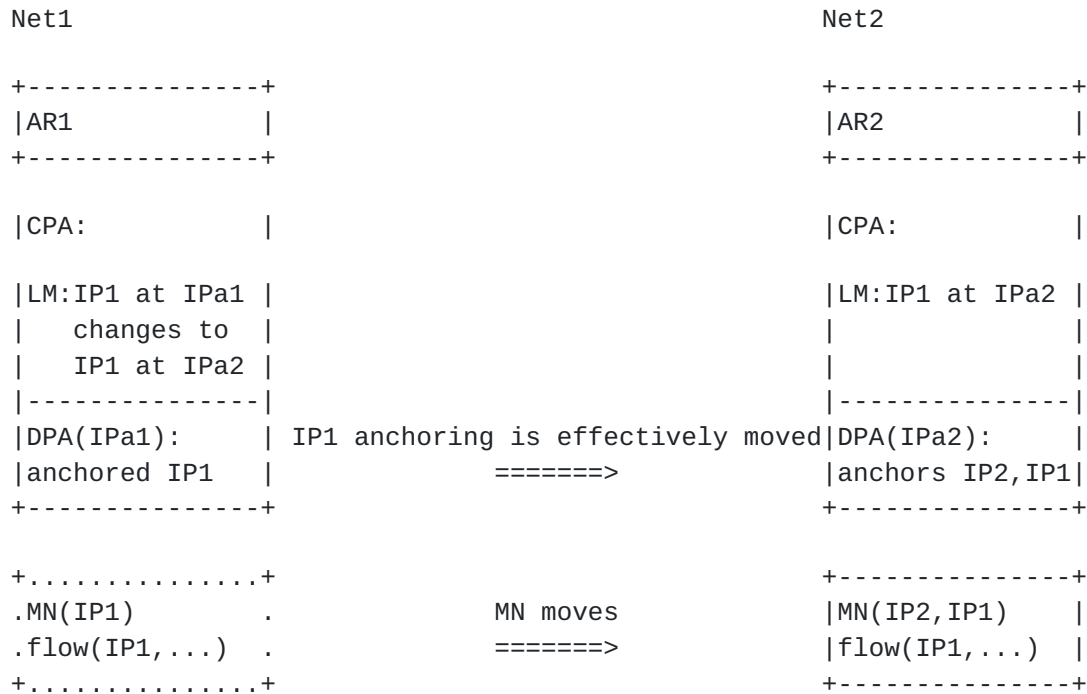 Net1                                                Net2

+---------------+                                   +---------------+
|AR1            |                                   |AR2            |
+---------------+                                   +---------------+

|CPA:           |                                   |CPA:           |

|LM:IP1 at IPa1 |                                   |LM:IP1 at IPa2 |
|   changes to  |                                   |               |
|   IP1 at IPa2 |                                   |               |
|---------------|                                   |---------------|
|DPA(IPa1):     | IP1 anchoring is effectively moved|DPA(IPa2):     |
|anchored IP1   |              =======>             |anchors IP2,IP1|
+---------------+                                   +---------------+

+...............+                                   +---------------+
.MN(IP1)        .              MN moves             |MN(IP2,IP1)    |
.flow(IP1,...)  .              =======>             |flow(IP1,...)  |
+...............+                                   +---------------+